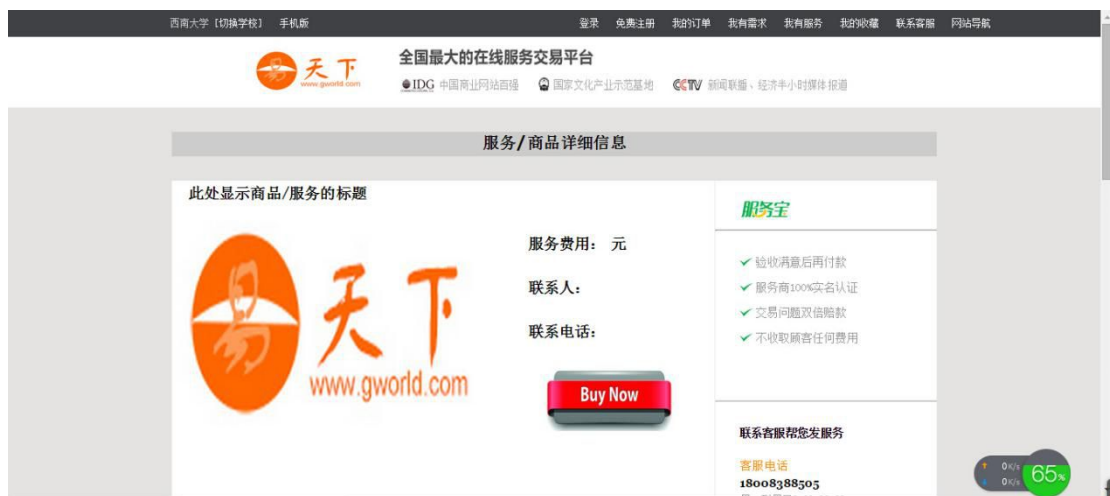 西南大学 [切换学校] 手机版 登录 免费注册 我的订单 我有需求 我有服务 我的收藏 联系客服 网站导航
易天下
www.gworld.com
全国最大的在线服务交易平台
IDG 中国商业网站百强 国家文化产业示范基地 CCTV 新闻联播、经济半小时媒体报道
服务/商品详细信息
此处显示商品/服务的标题
易天下
www.gworld.com
服务费用： 元
联系人：
联系电话：
Buy Now
服务宝
验收满意后再付款
服务商100%实名认证
交易问题双倍赔款
不收取顾客任何费用
联系客服帮您发服务
客服电话
18008388505
0K/s
0K/s
65%